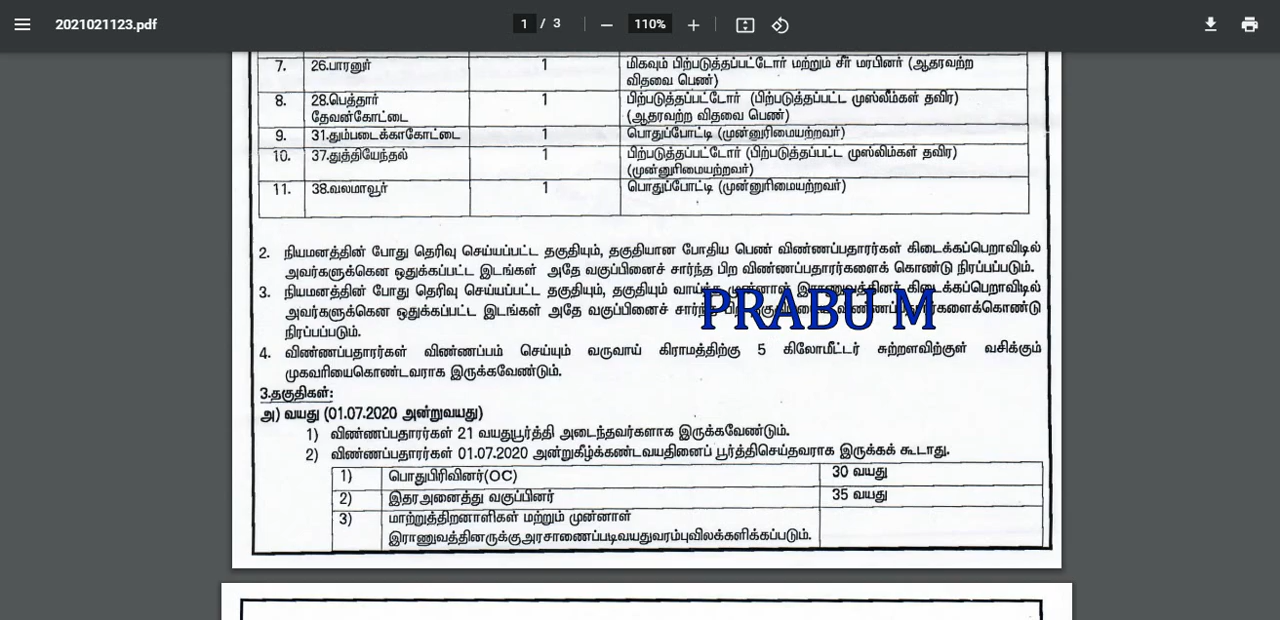 2021021123.pdf 1 / 3 110%
7. 26.பாரனூர் 1 மிகவும் பிற்படுத்தப்பட்டோர் மற்றும் சீர் மரபினர் (ஆதரவற்ற
விதவை பெண்)
8. 28.பெத்தார் 1 பிற்படுத்தப்பட்டோர் (பிற்படுத்தப்பட்ட முஸ்லீம்கள் தவிர)
தேவன்கோட்டை (ஆதரவற்ற விதவை பெண்)
9. 31.தும்படைக்காகோட்டை 1 பொதுப்போட்டி (முன்னுரிமையற்றவர்)
10. 37.துத்தியேந்தல் 1 பிற்படுத்தப்பட்டோர் (பிற்படுத்தப்பட்ட முஸ்லிம்கள் தவிர)
(முன்னுரிமையற்றவர்)
11. 38.வலமாவூர் 1 பொதுப்போட்டி (முன்னுரிமையற்றவர்)
2. நியமனத்தின் போது தெரிவு செய்யப்பட்ட தகுதியும், தகுதியான போதிய பெண் விண்ணப்பதாரர்கள் கிடைக்கப்பெறாவிடில்
அவர்களுக்கென ஒதுக்கப்பட்ட இடங்கள் அதே வகுப்பினைச் சார்ந்த பிற விண்ணப்பதாரர்களைக் கொண்டு நிரப்பப்படும்.
3. நியமனத்தின் போது தெரிவு செய்யப்பட்ட தகுதியும், தகுதியும் வாய்ந்த முன்னாள் இராணுவத்தினர் கிடைக்கப்பெறாவிடில்
PRABU M
அவர்களுக்கென ஒதுக்கப்பட்ட இடங்கள் அதே வகுப்பினைச் சார்ந்த பிற
நிரப்பப்படும்.
4. விண்ணப்பதாரர்கள் விண்ணப்பம் செய்யும் வருவாய் கிராமத்திற்கு 5 கிலோமீட்டர் சுற்றளவிற்குள் வசிக்கும்
முகவரியைகொண்டவராக இருக்கவேண்டும்.
3.தகுதிகள்:
அ) வயது (01.07.2020 அன்றுவயது)
1) விண்ணப்பதாரர்கள் 21 வயதுபூர்த்தி அடைந்தவர்களாக இருக்கவேண்டும்.
2) விண்ணப்பதாரர்கள் 01.07.2020 அன்றுகீழ்க்கண்டவயதினைப் பூர்த்திசெய்தவராக இருக்கக் கூடாது.
1) பொதுபிரிவினர்(OC) 30 வயது
2) இதரஅனைத்து வகுப்பினர் 35 வயது
3) மாற்றுத்திறனாளிகள் மற்றும் முன்னாள்
இராணுவத்தினருக்குஅரசாணைப்படிவயதுவரம்புவிலக்களிக்கப்படும்.